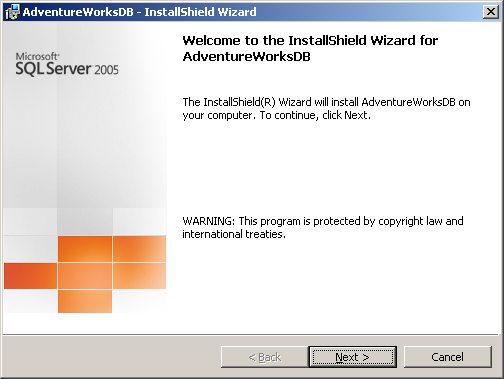 AdventureWorksDB - InstallShield Wizard
Microsoft®
SQL Server 2005
Welcome to the InstallShield Wizard for
AdventureWorksDB
The InstallShield(R) Wizard will install AdventureWorksDB on
your computer. To continue, click Next.
WARNING: This program is protected by copyright law and
international treaties.
< Back
Next >
Cancel